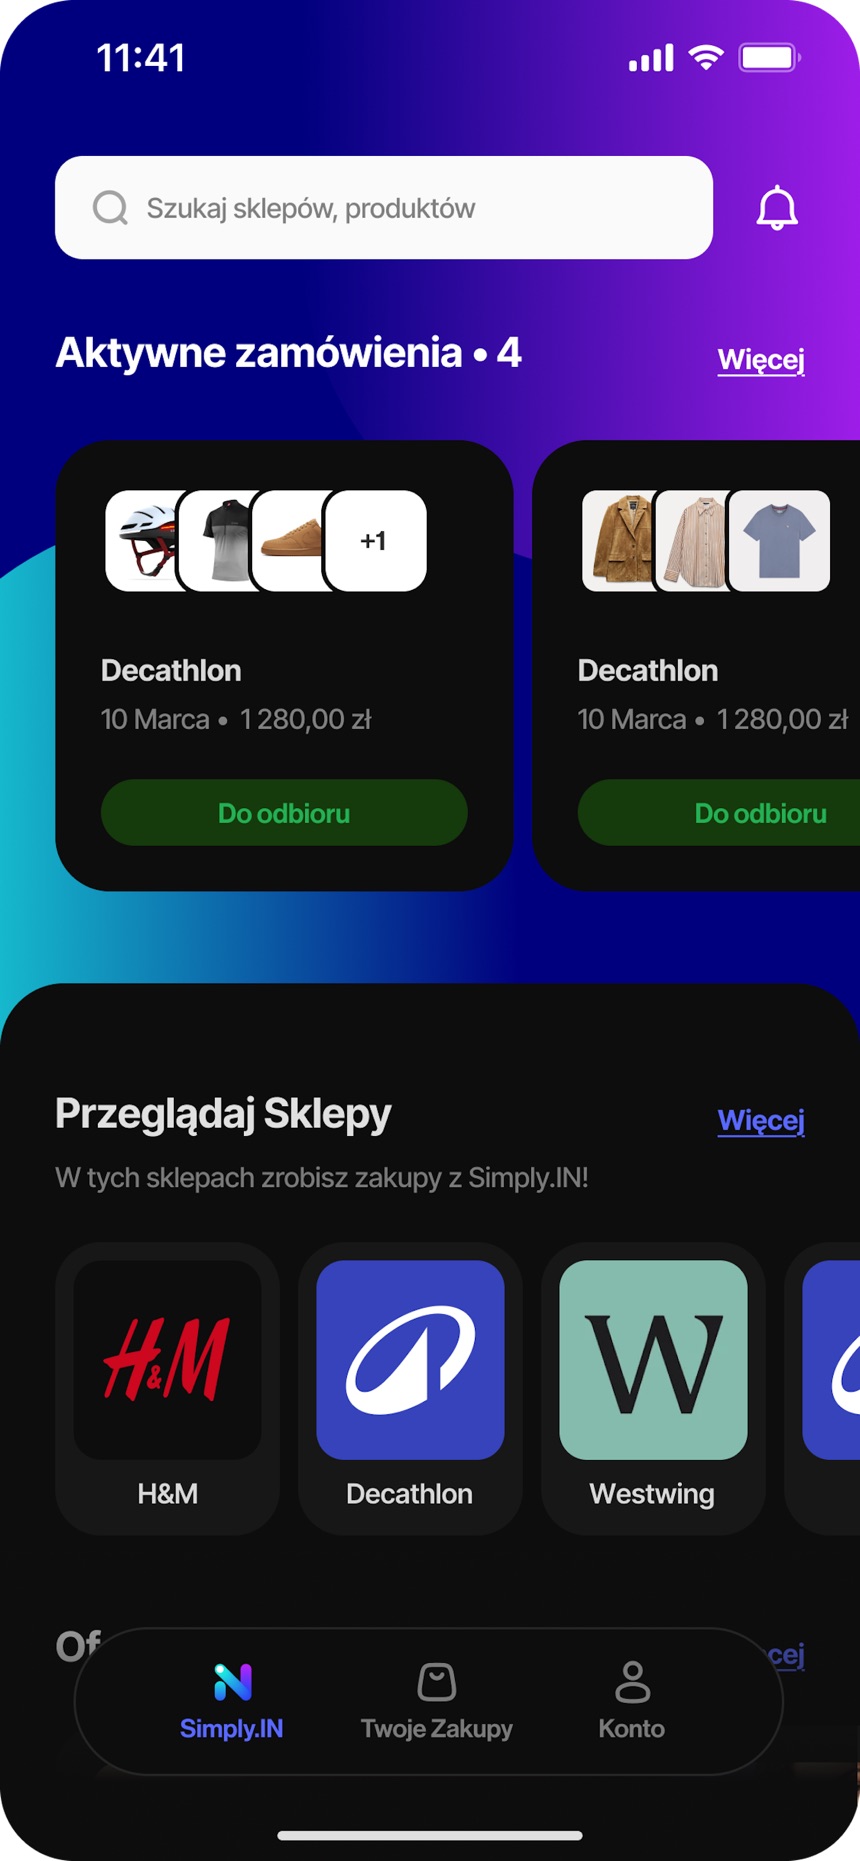 11:41
Szukaj sklepów, produktów
Aktywne zamówienia • 4
Więcej
+1
Decathlon
10 Marca • 1 280,00 zł
Do odbioru
Decathlon
10 Marca • 1 280,00 zł
Do odbioru
Przeglądaj Sklepy
Więcej
W tych sklepach zrobisz zakupy z Simply.IN!
H&M
W
H&M
Decathlon
Westwing
Of
cej
Simply.IN
Twoje Zakupy
Konto